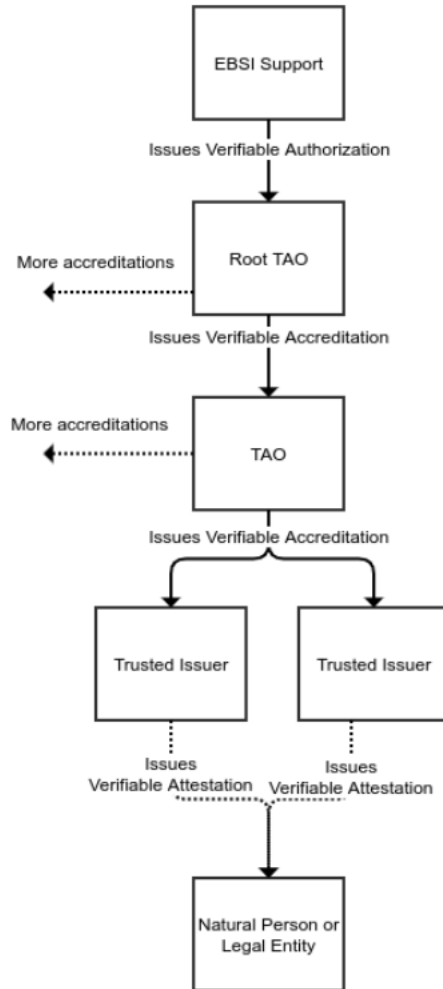 EBSI Support
Issues Verifiable Authorization
More accreditations
Root TAO
Issues Verifiable Accreditation
More accreditations
TAO
Issues Verifiable Accreditation
Trusted Issuer
Trusted Issuer
Issues
Verifiable Attestation
Issues
Verifiable Attestation
Natural Person or
Legal Entity